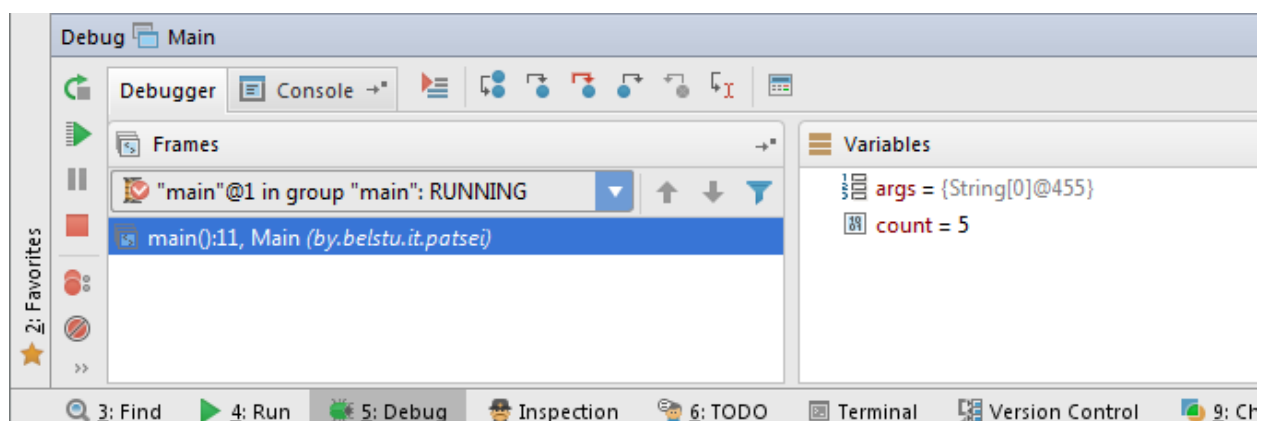 Debug Main
Debugger Console
Frames
Variables
"main"@1 in group "main": RUNNING
args = {String[0]@455}
count = 5
main():11, Main (by.belstu.it.patsei)
2: Favorites
3: Find 4: Run 5: Debug Inspection 6: TODO Terminal Version Control 9: Ch